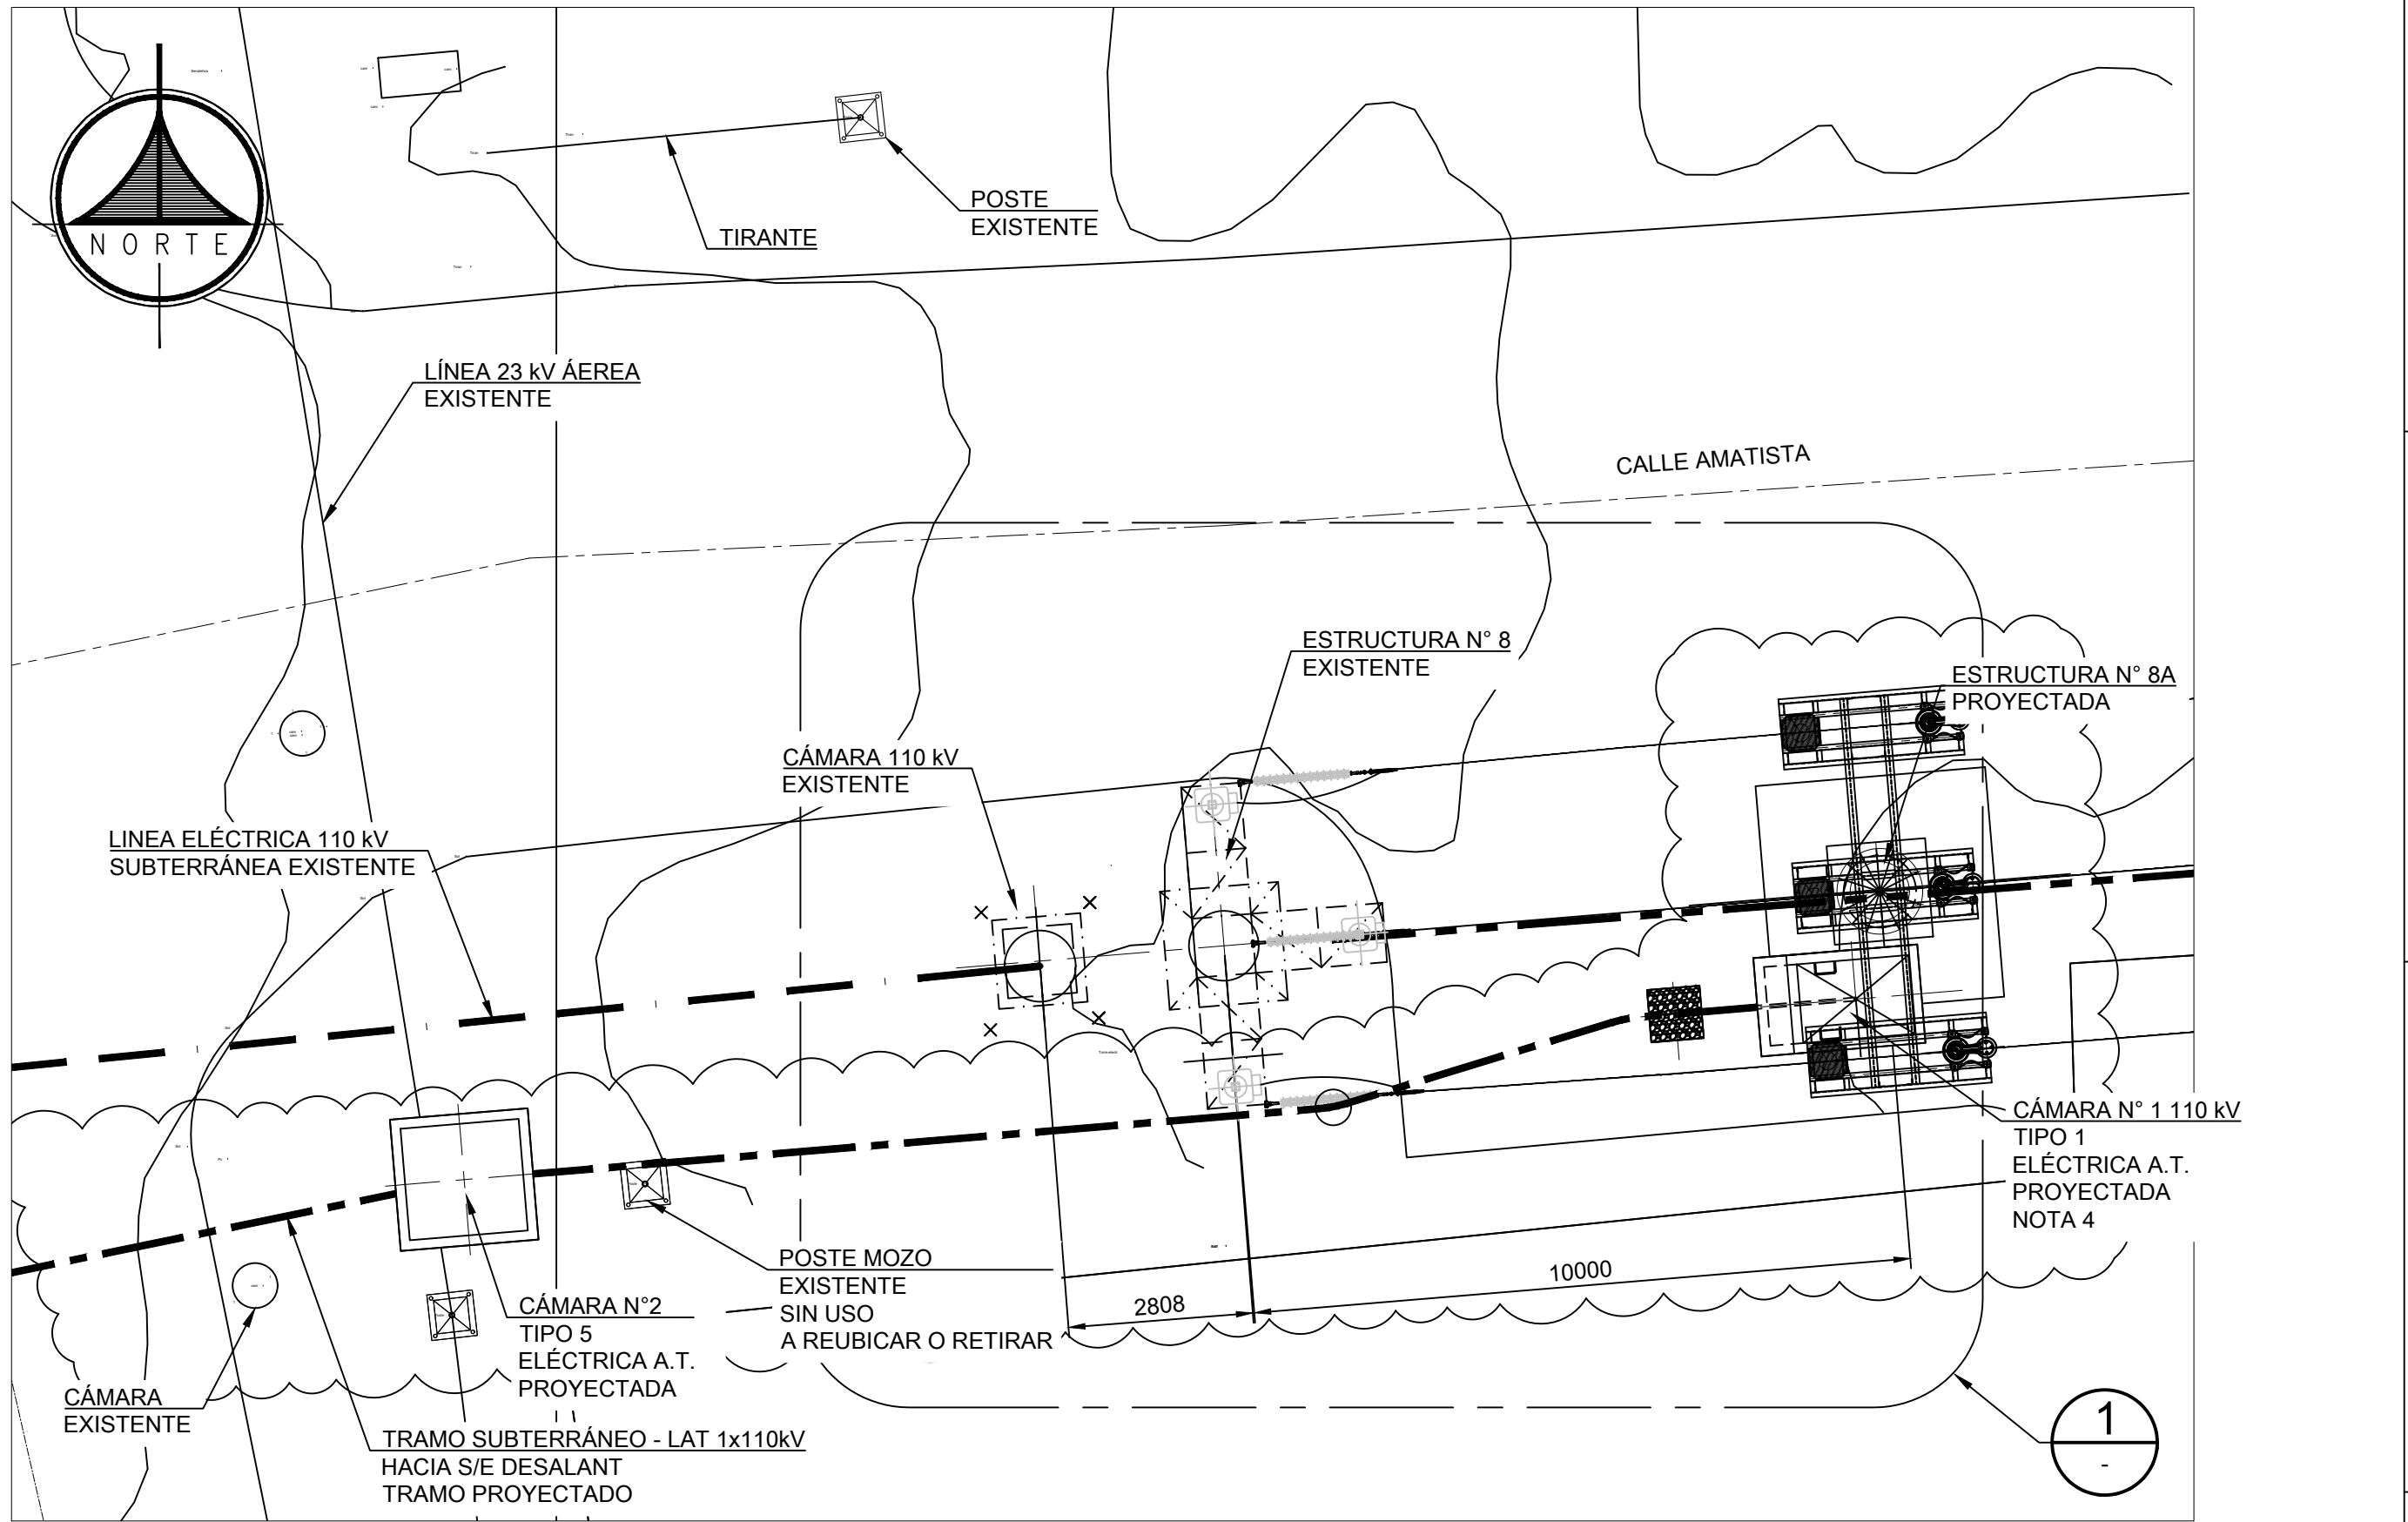 NORTE
POSTE
EXISTENTE
TIRANTE
LÍNEA 23 kV ÁEREA
EXISTENTE
CALLE AMATISTA
ESTRUCTURA N° 8
EXISTENTE
ESTRUCTURA N° 8A
PROYECTADA
CÁMARA 110 kV
EXISTENTE
LINEA ELÉCTRICA 110 kV
SUBTERRÁNEA EXISTENTE
CÁMARA N° 1 110 kV
TIPO 1
ELÉCTRICA A.T.
PROYECTADA
NOTA 4
POSTE MOZO
EXISTENTE
SIN USO
A REUBICAR O RETIRAR
10000
2808
CÁMARA N°2
TIPO 5
ELÉCTRICA A.T.
PROYECTADA
CÁMARA
EXISTENTE
TRAMO SUBTERRÁNEO - LAT 1x110kV
HACIA S/E DESALANT
TRAMO PROYECTADO
1
-